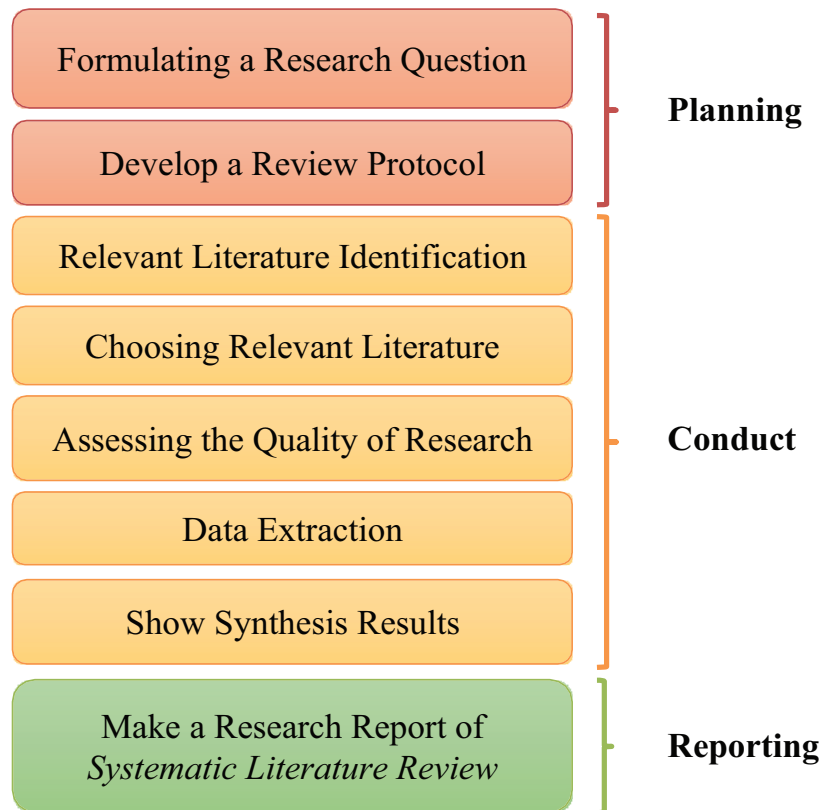 Formulating a Research Question
Develop a Review Protocol
Planning
Relevant Literature Identification
Choosing Relevant Literature
Assessing the Quality of Research
Data Extraction
Show Synthesis Results
Conduct
Make a Research Report of
Systematic Literature Review
Reporting